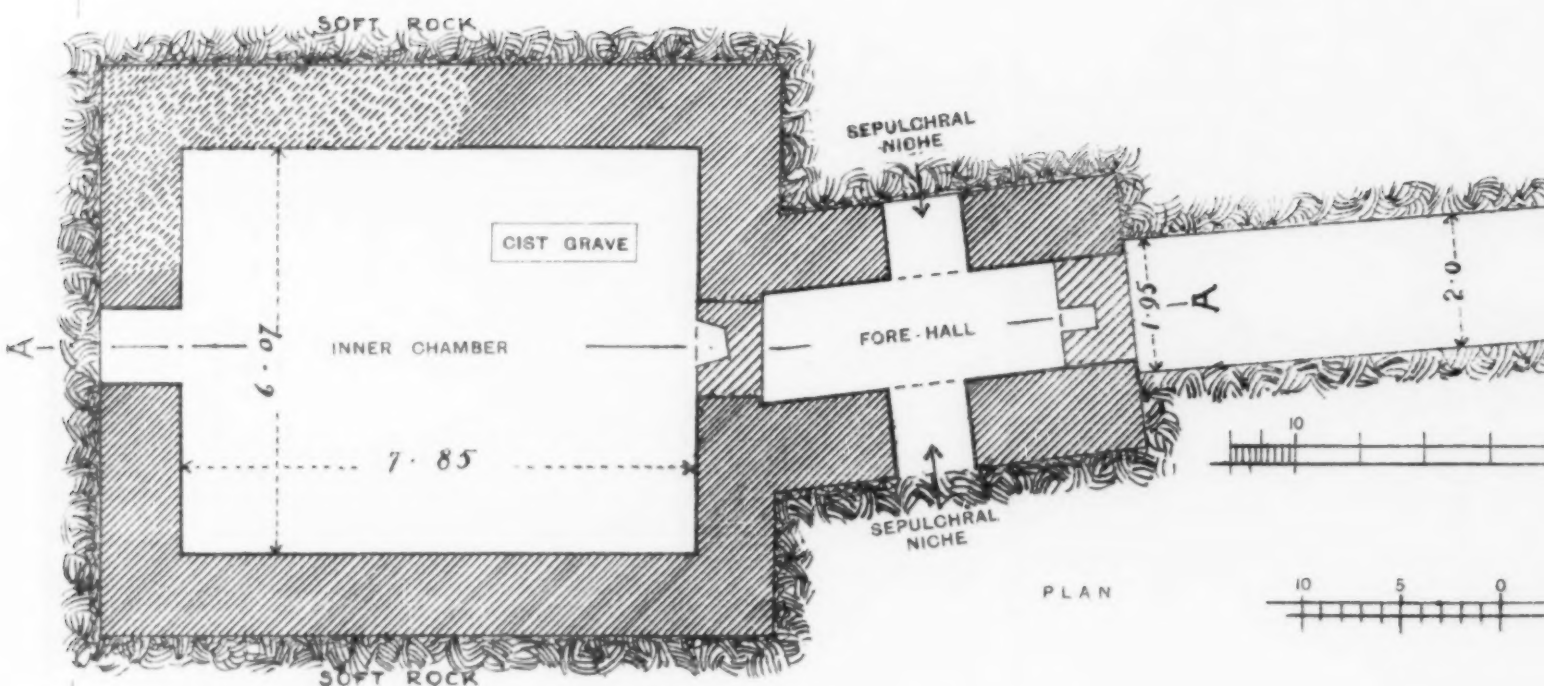 SOFT ROCK
SEPULCHRAL
NICHE
CIST GRAVE
A
INNER CHAMBER
6·07
7·85
FORE-HALL
1·95
A
2·0
SEPULCHRAL
NICHE
PLAN
10
10 5 0
SOFT ROCK